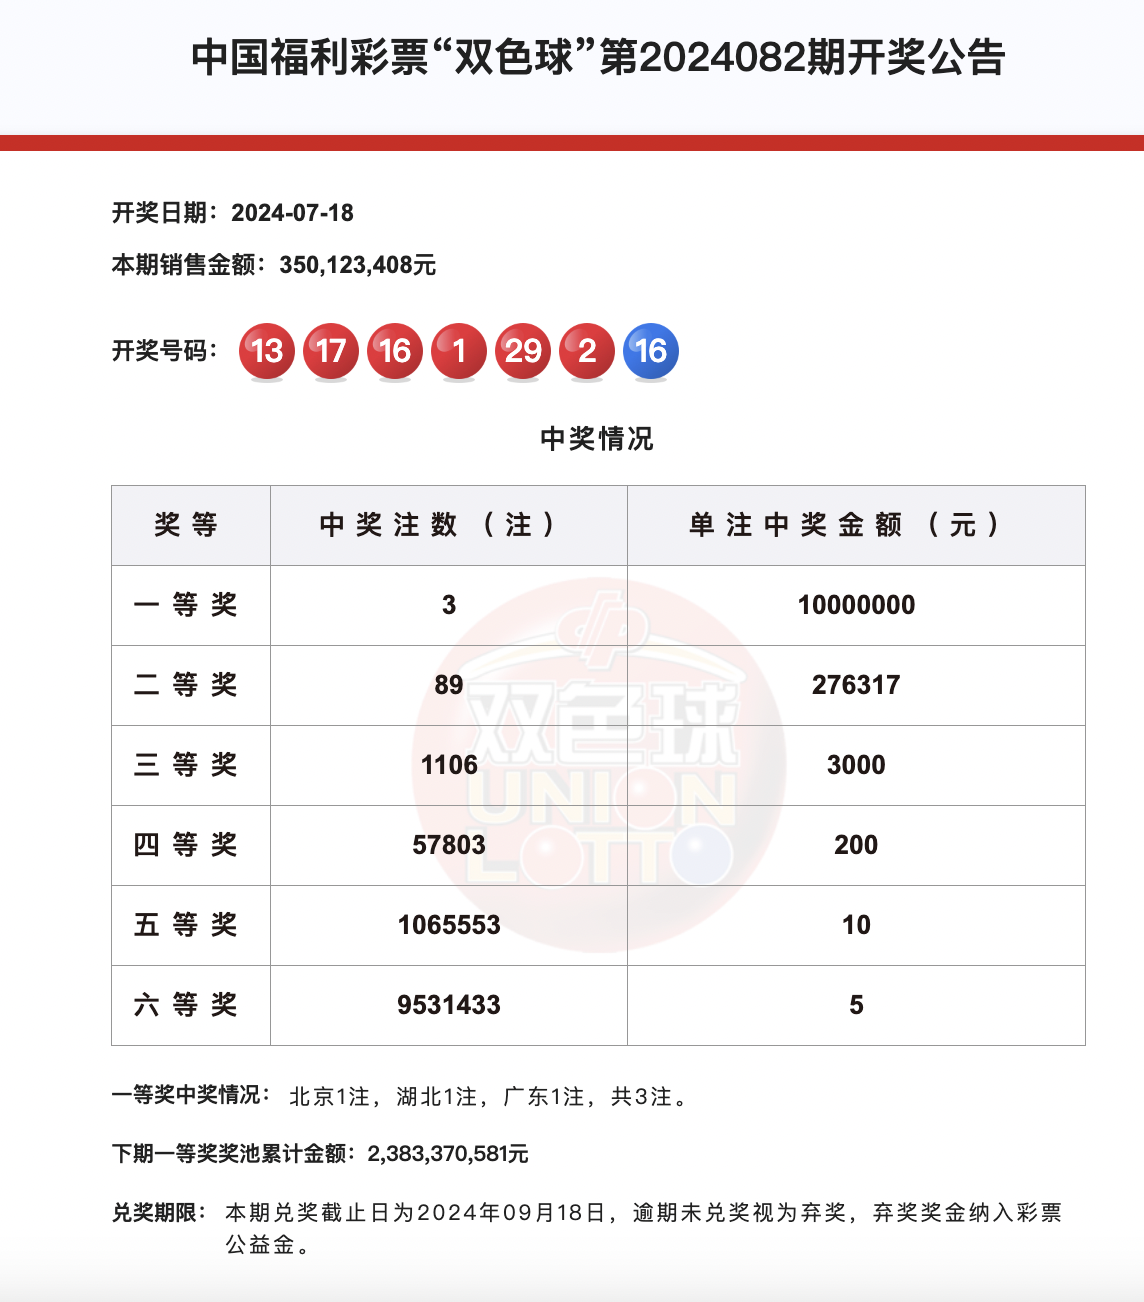 中国福利彩票“双色球”第2024082期开奖公告
开奖日期：2024-07-18
本期销售金额：350,123,408元
开奖号码： 13 17 16 1 29 2 16
中奖情况
奖等 中奖注数（注） 单注中奖金额（元）
一等奖 3 10000000
二等奖 89 276317
三等奖 1106 3000
四等奖 57803 200
五等奖 1065553 10
六等奖 9531433 5
双色球
UNION
LOTTO
一等奖中奖情况： 北京1注，湖北1注，广东1注，共3注。
下期一等奖奖池累计金额：2,383,370,581元
兑奖期限： 本期兑奖截止日为2024年09月18日，逾期未兑奖视为弃奖，弃奖奖金纳入彩票
公益金。